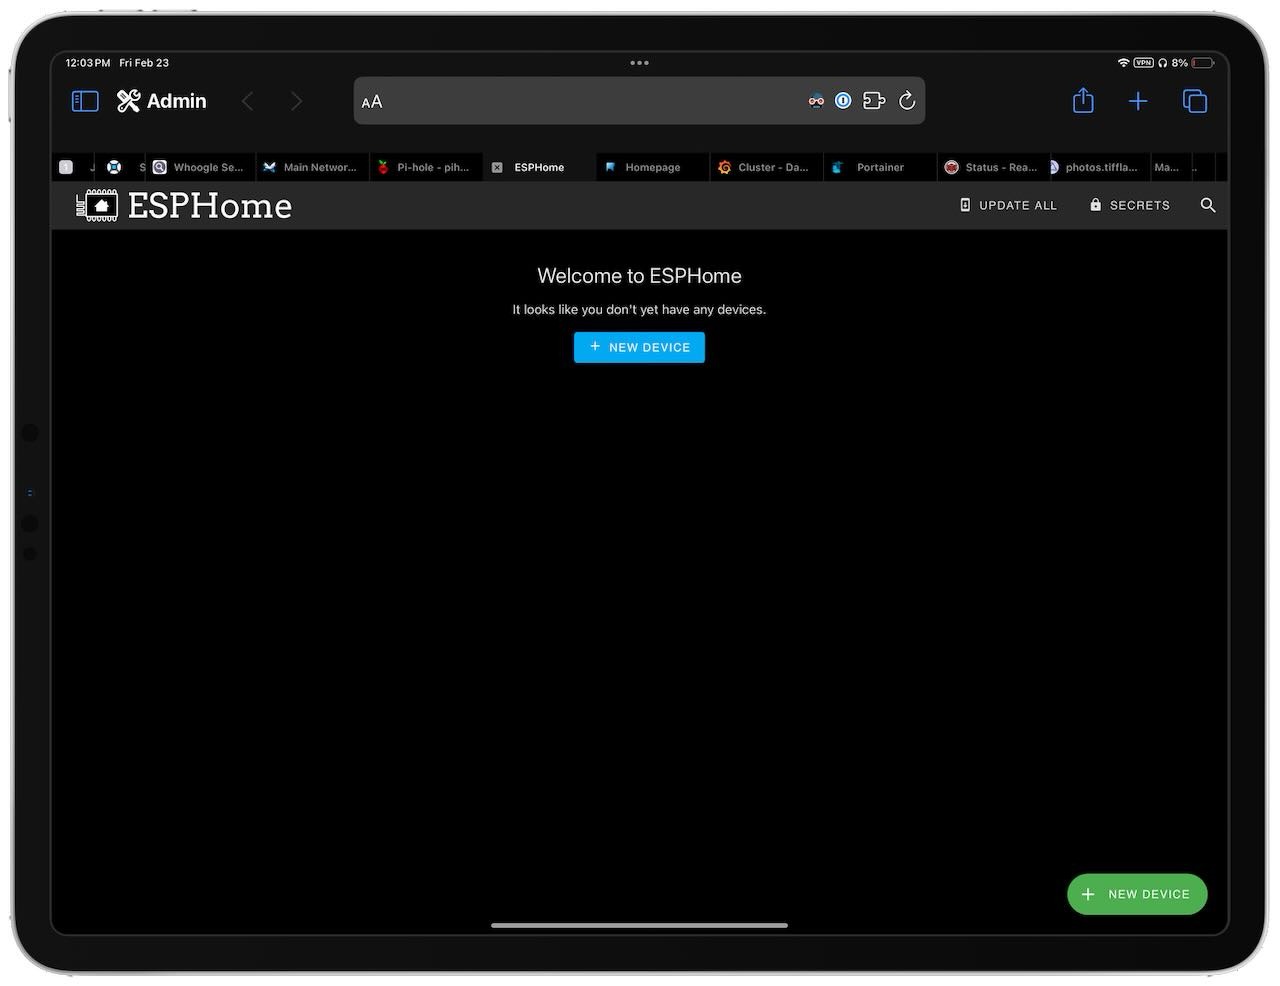 12:03 PM Fri Feb 23
VPN 8%
Admin
AA
Whoogle Se...
Main Networ...
Pi-hole - pih...
ESPHome
Homepage
Cluster - Da...
Portainer
Status - Rea...
photos.tiffla...
Ma...
ESPHome
UPDATE ALL
SECRETS
Welcome to ESPHome
It looks like you don't yet have any devices.
+ NEW DEVICE
+ NEW DEVICE